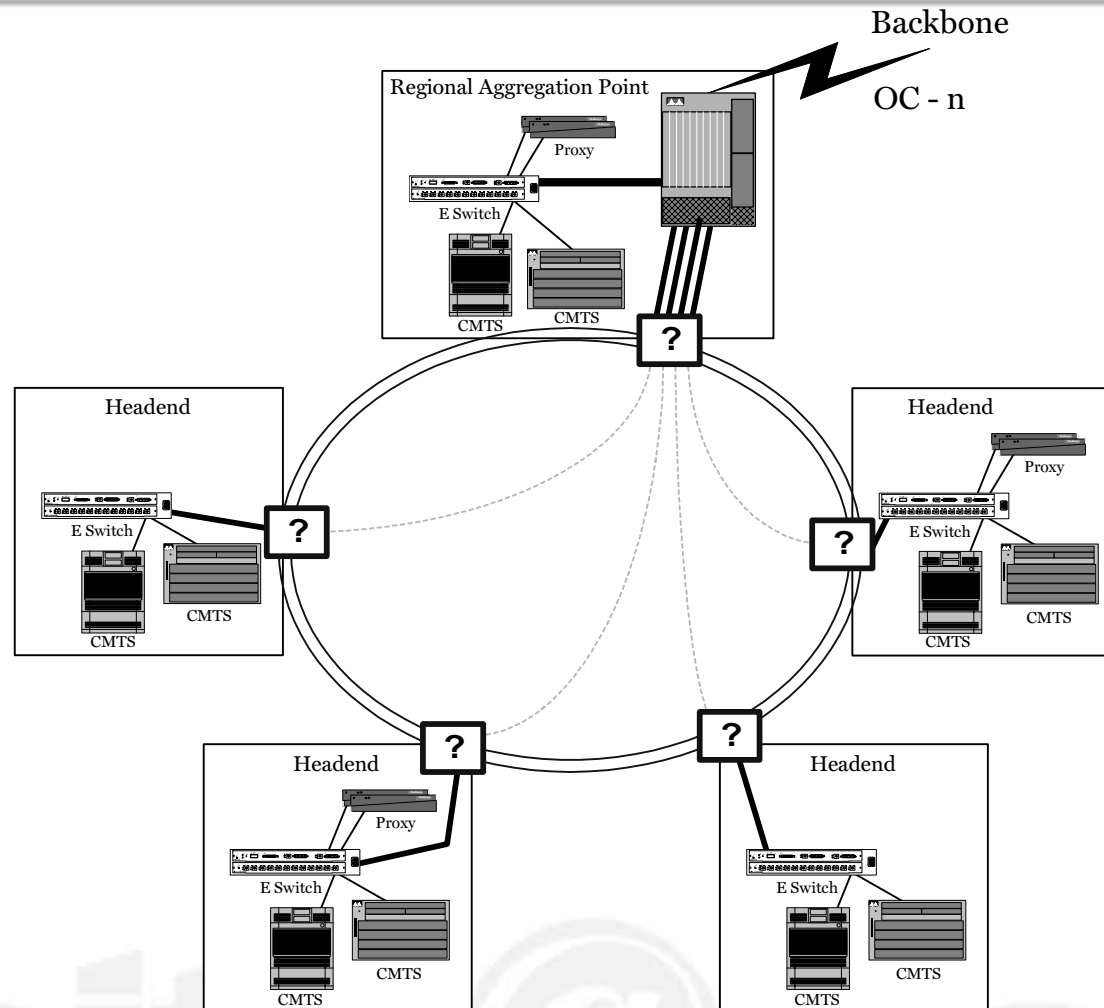 Backbone
OC - n
Regional Aggregation Point
Proxy
E Switch
CMTS
CMTS
?
Headend
E Switch
CMTS
CMTS
?
Headend
Proxy
E Switch
CMTS
CMTS
?
Headend
Proxy
E Switch
CMTS
CMTS
?
Headend
E Switch
CMTS
CMTS
?